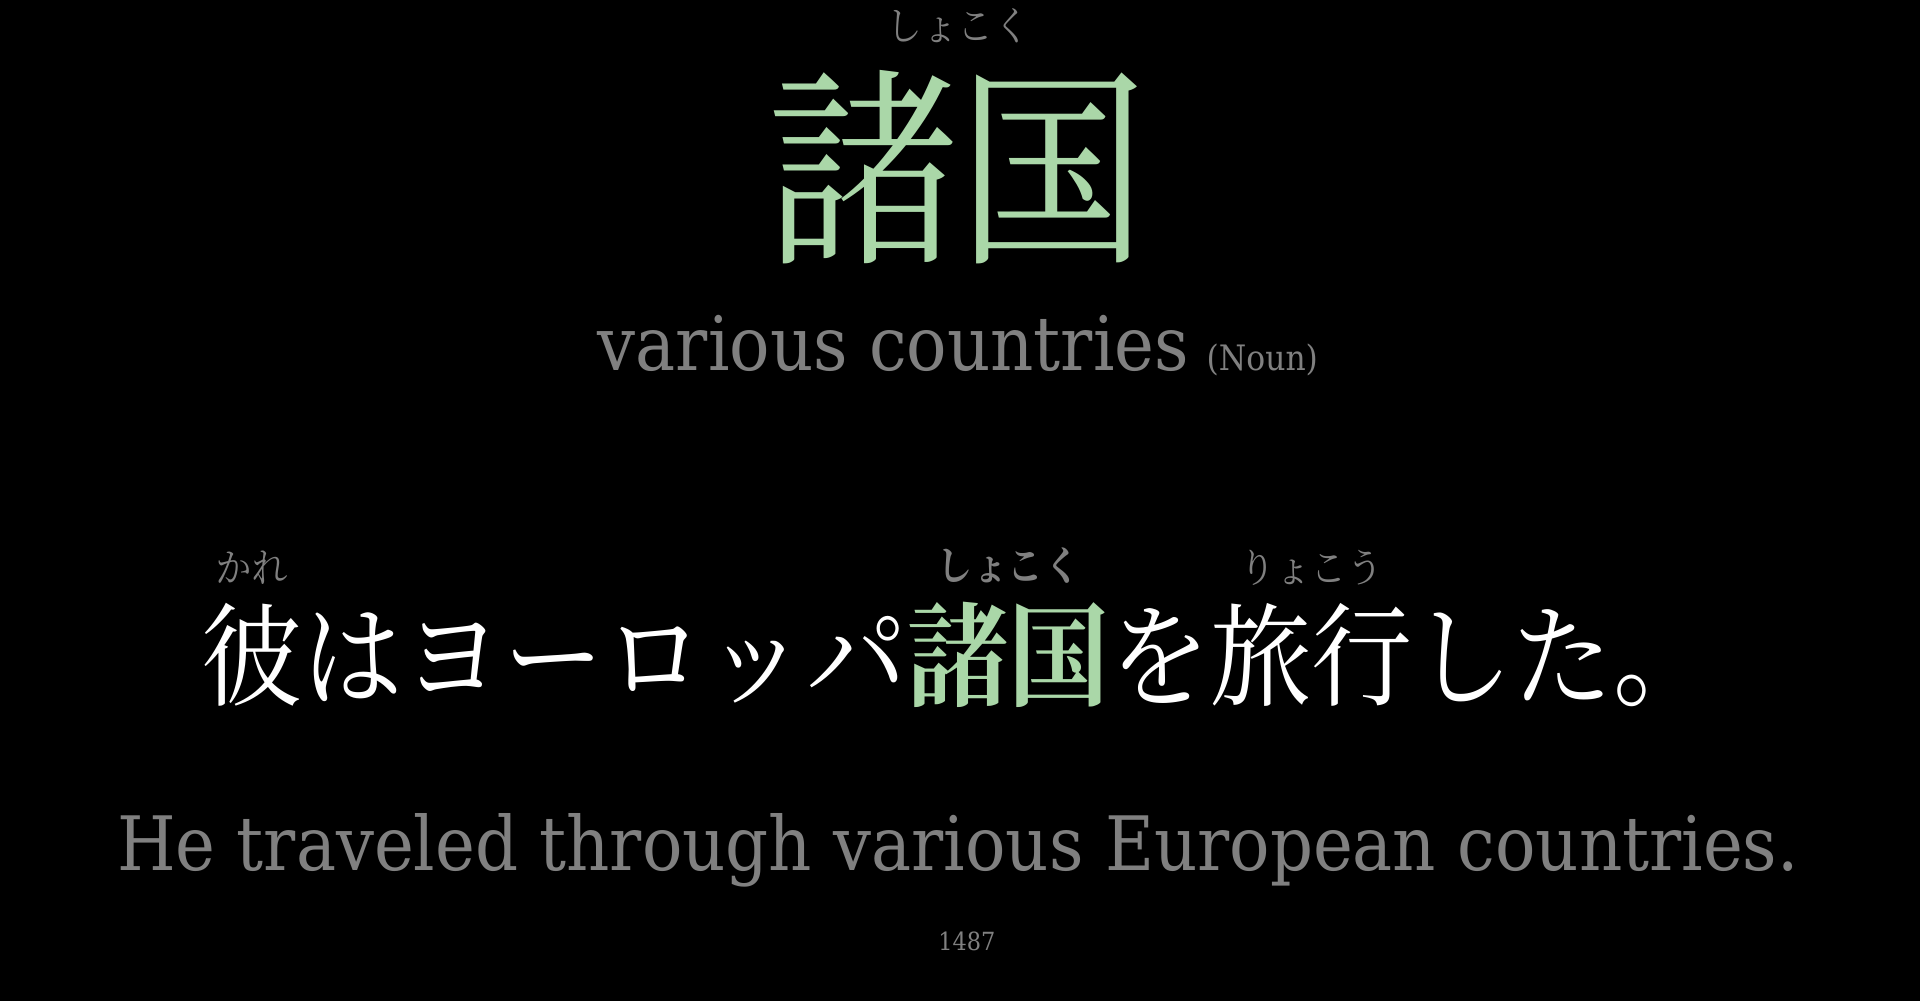 しょこく
諸国
various countries (Noun)
かれ しょこく りょこう
彼はヨーロッパ諸国を旅行した。
He traveled through various European countries.
1487